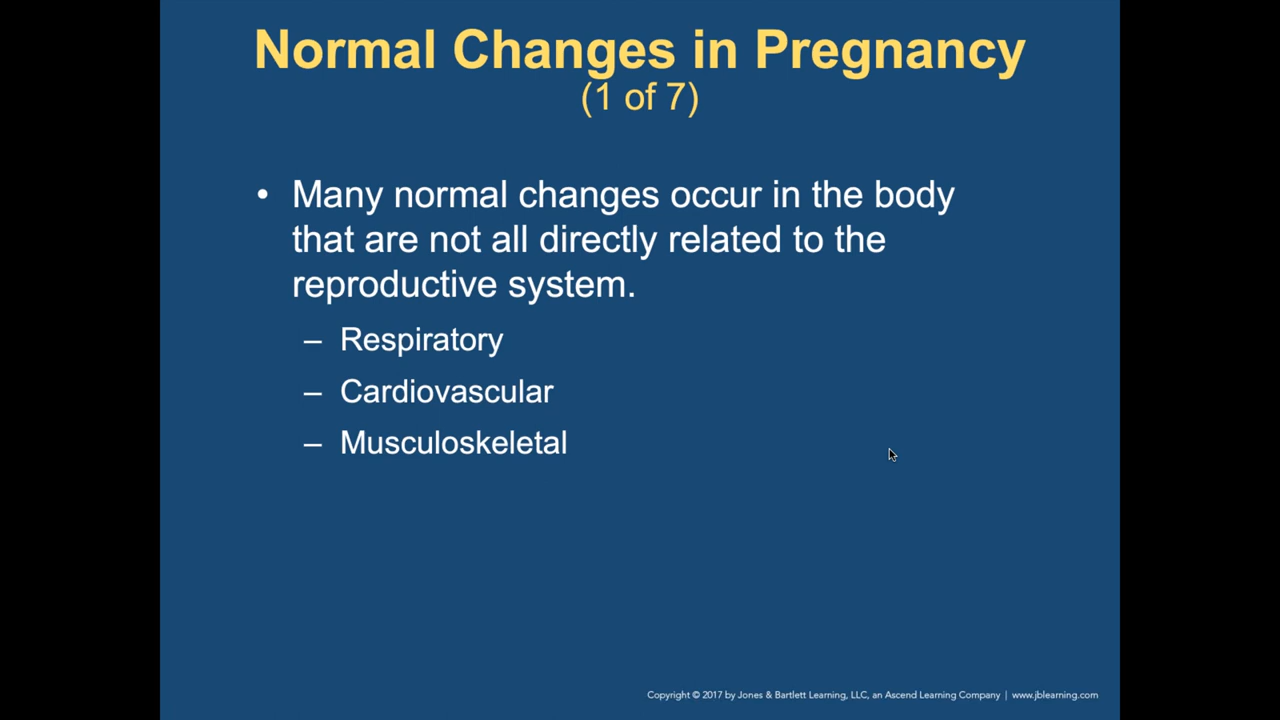 Normal Changes in Pregnancy
(1 of 7)
• Many normal changes occur in the body
that are not all directly related to the
reproductive system.
– Respiratory
– Cardiovascular
– Musculoskeletal
Copyright © 2017 by Jones & Bartlett Learning, LLC, an Ascend Learning Company | www.jblearning.com